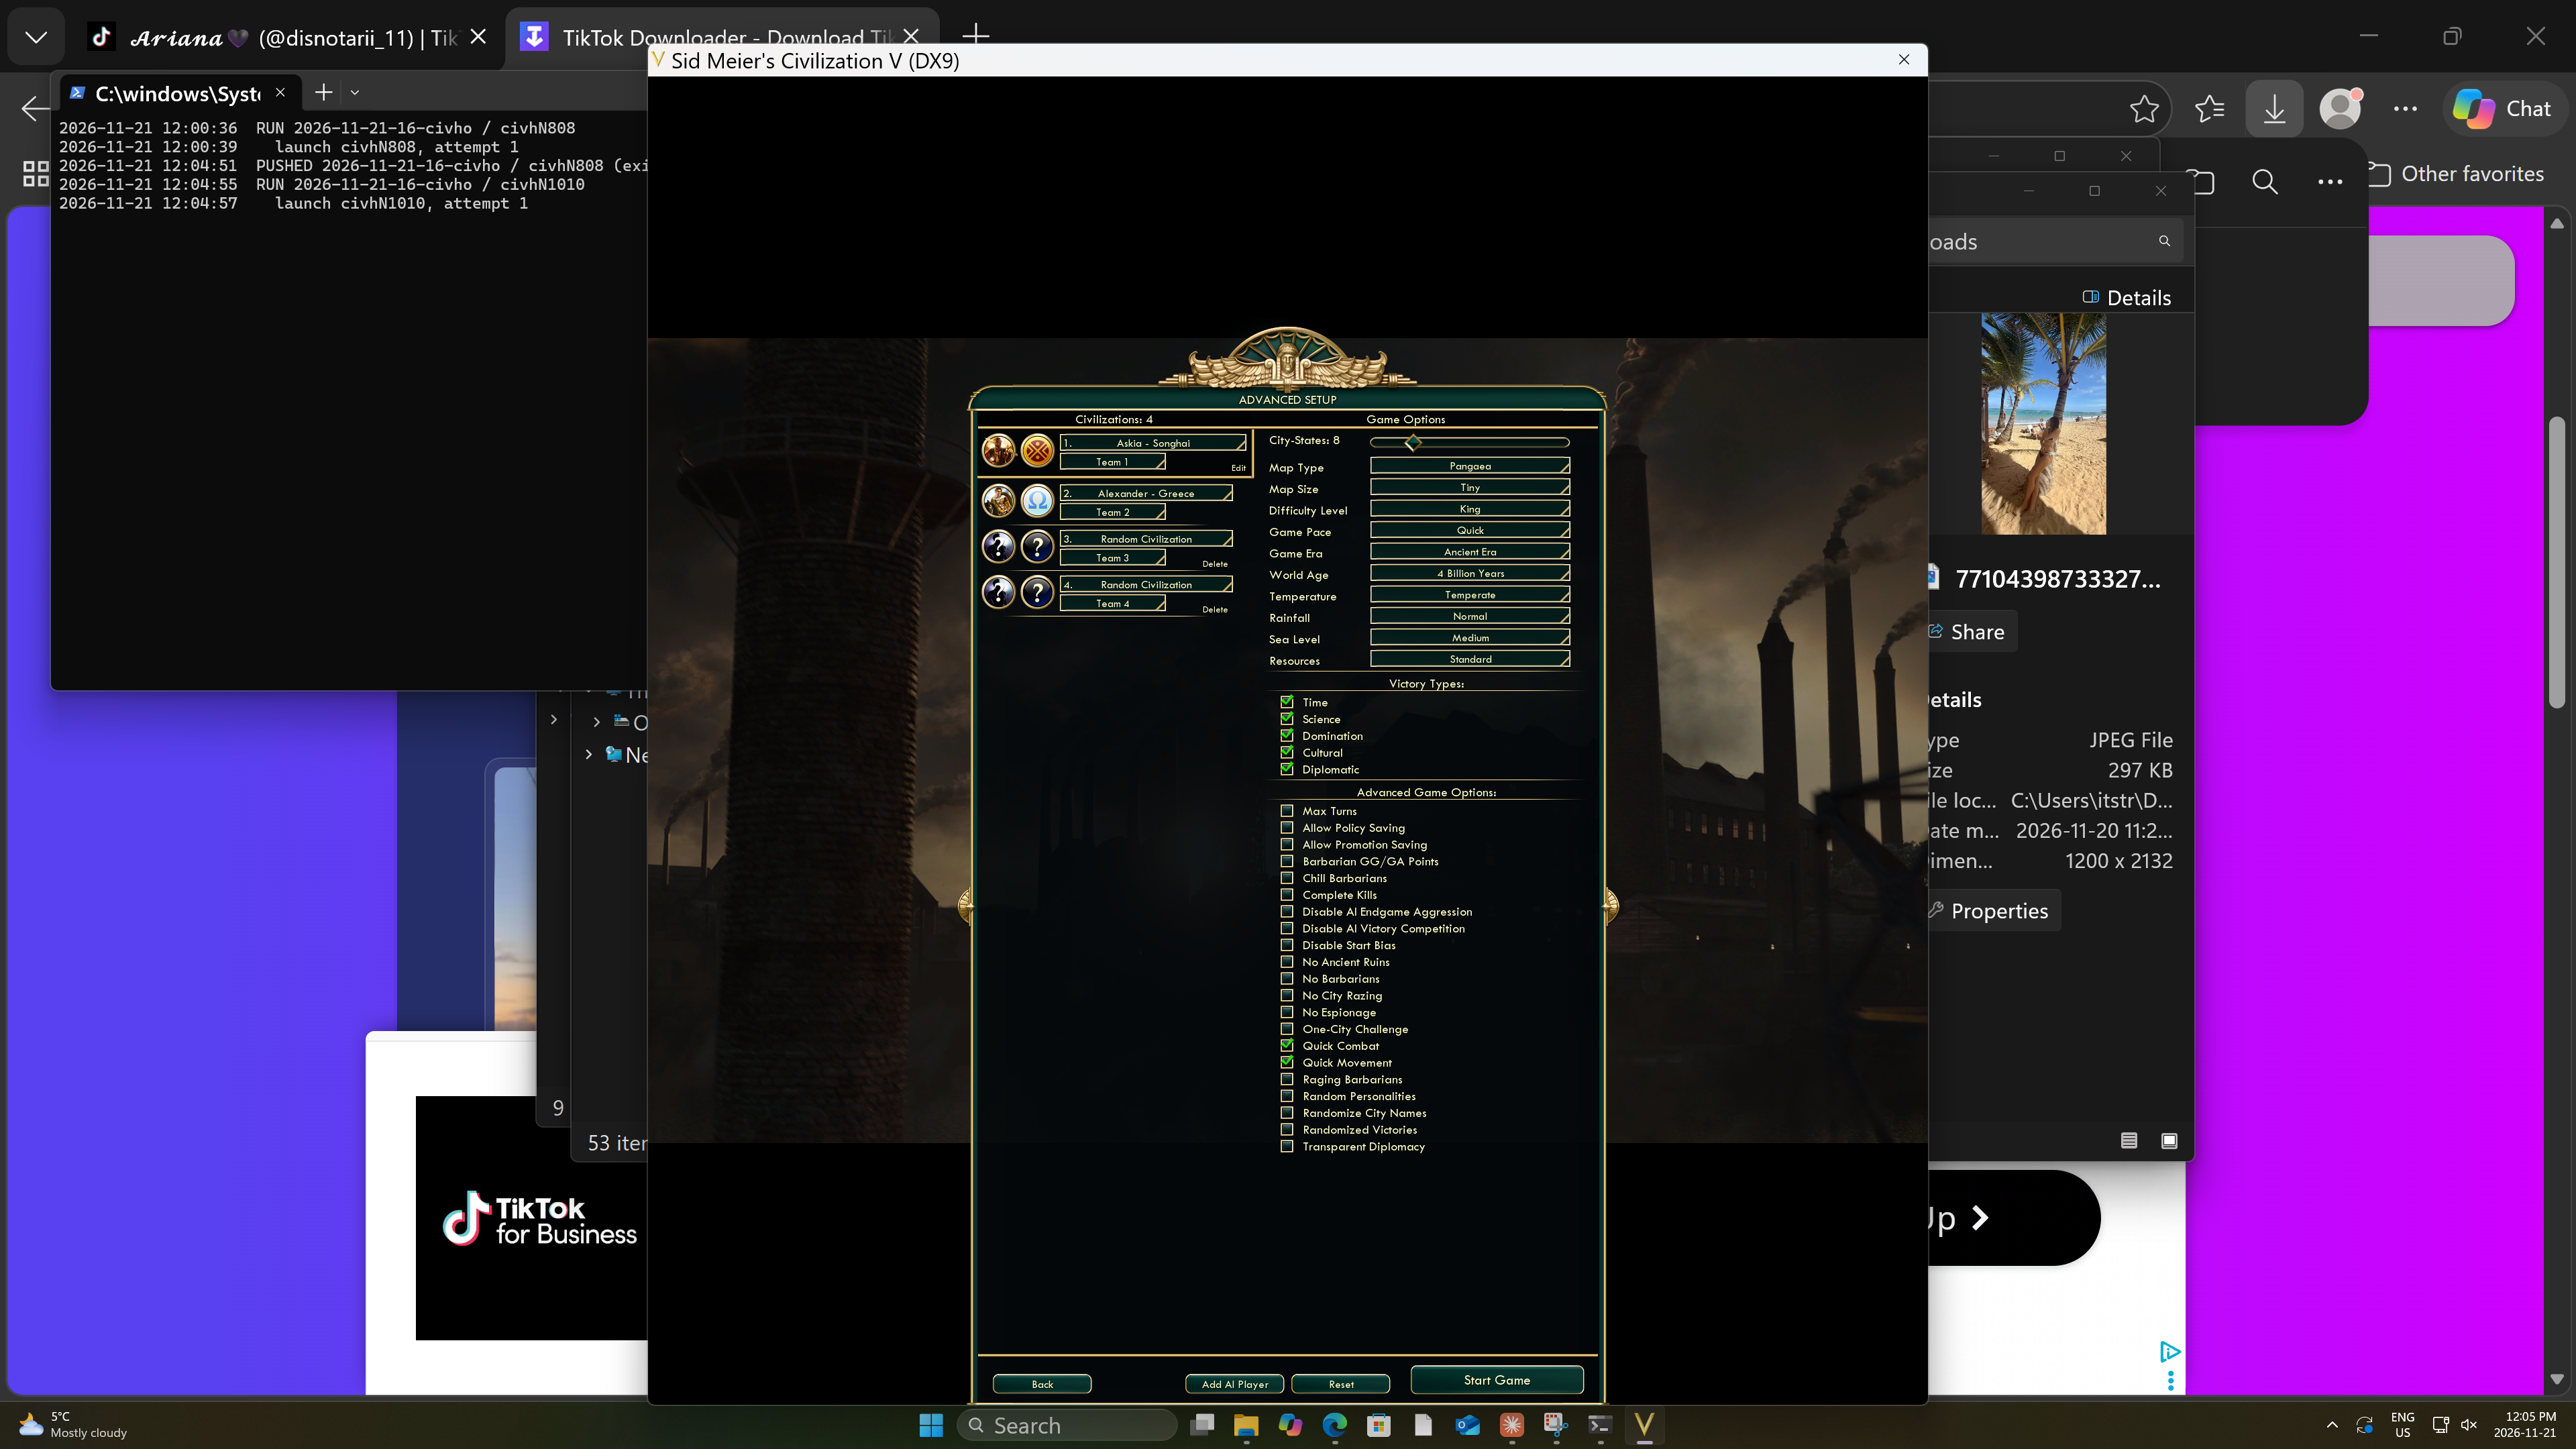 𝓐𝓻𝓲𝓪𝓷𝓪🖤 (@disnotarii_11) | Tik
TikTok Downloader - Download Tik
Chat
Other favorites
C:\windows\Syst
2026-11-21 12:00:36  RUN 2026-11-21-16-civho / civhN808
2026-11-21 12:00:39    launch civhN808, attempt 1
2026-11-21 12:04:51  PUSHED 2026-11-21-16-civho / civhN808 (exi
2026-11-21 12:04:55  RUN 2026-11-21-16-civho / civhN1010
2026-11-21 12:04:57    launch civhN1010, attempt 1
Sid Meier's Civilization V (DX9)
ADVANCED SETUP
Civilizations: 4
1. Askia - Songhai
Team 1
Edit
2. Alexander - Greece
Team 2
3. Random Civilization
Team 3
Delete
4. Random Civilization
Team 4
Delete
Game Options
City-States: 8
Map Type Pangaea
Map Size Tiny
Difficulty Level King
Game Pace Quick
Game Era Ancient Era
World Age 4 Billion Years
Temperature Temperate
Rainfall Normal
Sea Level Medium
Resources Standard
Victory Types:
Time
Science
Domination
Cultural
Diplomatic
Advanced Game Options:
Max Turns
Allow Policy Saving
Allow Promotion Saving
Barbarian GG/GA Points
Chill Barbarians
Complete Kills
Disable AI Endgame Aggression
Disable AI Victory Competition
Disable Start Bias
No Ancient Ruins
No Barbarians
No City Razing
No Espionage
One-City Challenge
Quick Combat
Quick Movement
Raging Barbarians
Random Personalities
Randomize City Names
Randomized Victories
Transparent Diplomacy
Back
Add AI Player
Reset
Start Game
oads
Details
77104398733327...
Share
etails
ype JPEG File
ize 297 KB
ile loc... C:\Users\itstr\D...
ate m... 2026-11-20 11:2...
imen... 1200 x 2132
Properties
O
Ne
9
53 iter
TikTok
for Business
Up
5°C
Mostly cloudy
Search
ENG
US
12:05 PM
2026-11-21